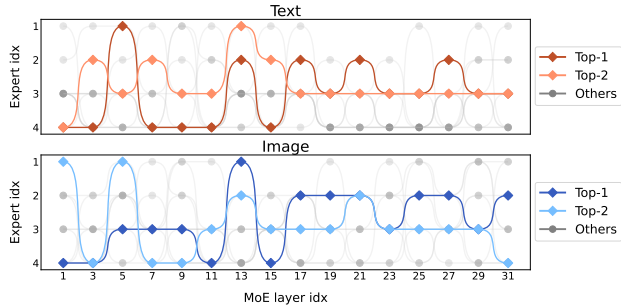 Text
1
2
3
4
Expert idx
Top-1
Top-2
Others
Image
1
2
3
4
Expert idx
Top-1
Top-2
Others
1 3 5 7 9 11 13 15 17 19 21 23 25 27 29 31
MoE layer idx